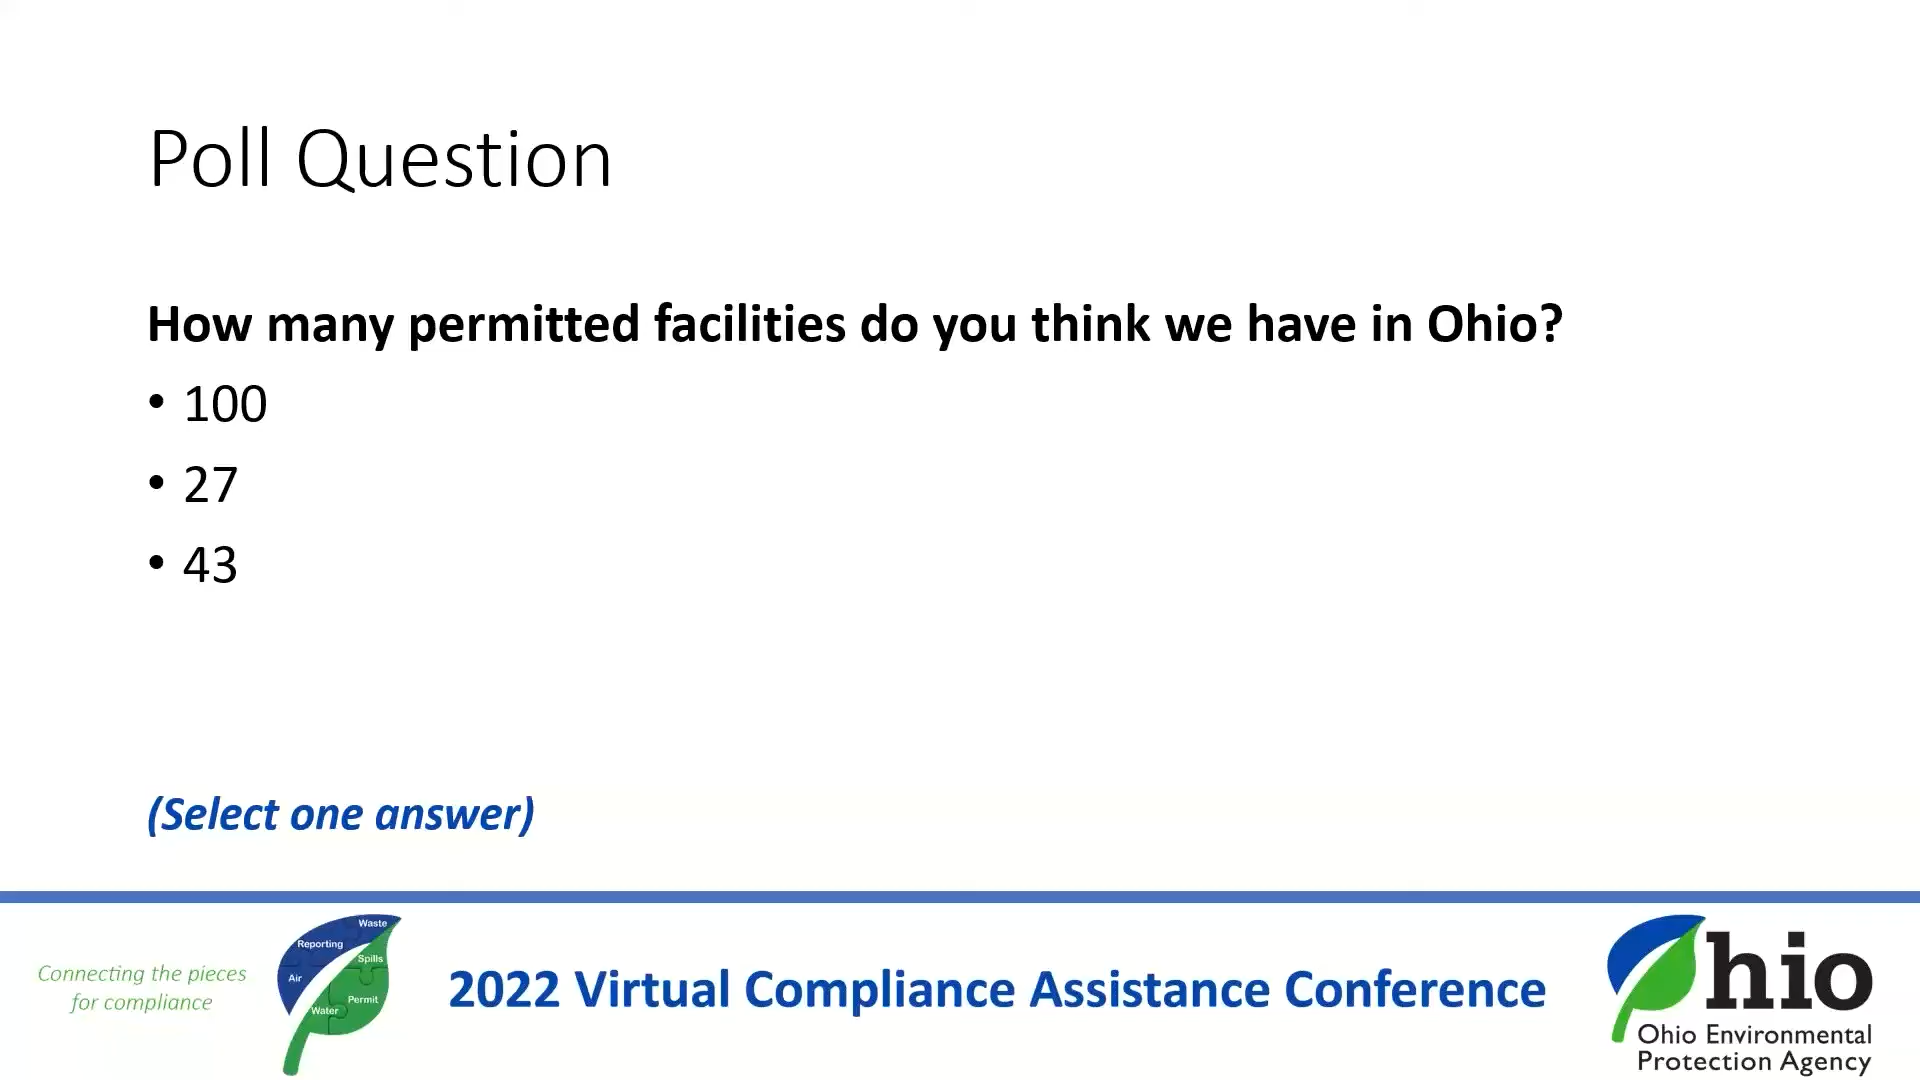 Poll Question
How many permitted facilities do you think we have in Ohio?
• 100
• 27
• 43
(Select one answer)
Connecting the pieces
for compliance
Waste
Reporting
Spills
Air
Permit
Water
2022 Virtual Compliance Assistance Conference
Ohio
Ohio Environmental
Protection Agency